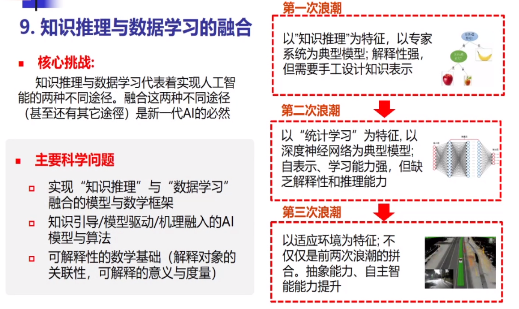 9. 知识推理与数据学习的融合
核心挑战:
知识推理与数据学习代表着实现人工智
能的两种不同途径。融合这两种不同途径
（甚至还有其它途徑）是新一代AI的必然
主要科学问题
实现“知识推理”与“数据学习”
融合的模型与数学框架
知识引导/模型驱动/机理融入的AI
模型与算法
可解释性的数学基础（解释对象的
关联性，可解释的意义与度量）
第一次浪潮
以"知识推理"为特征，以专家
系统为典型模型; 解释性强，
但需要手工设计知识表示
第二次浪潮
以“统计学习”为特征, 以
深度神经网络为典型模型；
自表示、学习能力强，但缺
乏解释性和推理能力
第三次浪潮
以适应环境为特征; 不
仅仅是前两次浪潮的拼
合。抽象能力、自主智
能能力提升